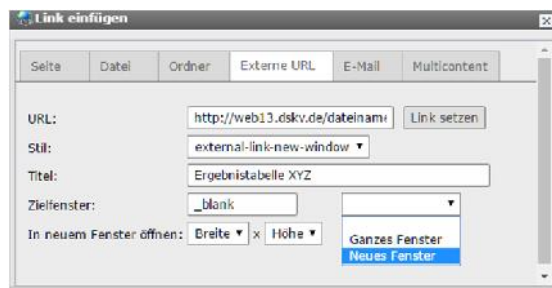 Link einfügen
Seite Datei Ordner Externe URL E-Mail Multicontent
URL: http://web13.dskv.de/dateiname Link setzen
Stil: external-link-new-window
Titel: Ergebnistabelle XYZ
Zielfenster: _blank
In neuem Fenster öffnen: Breite x Höhe
Ganzes Fenster
Neues Fenster